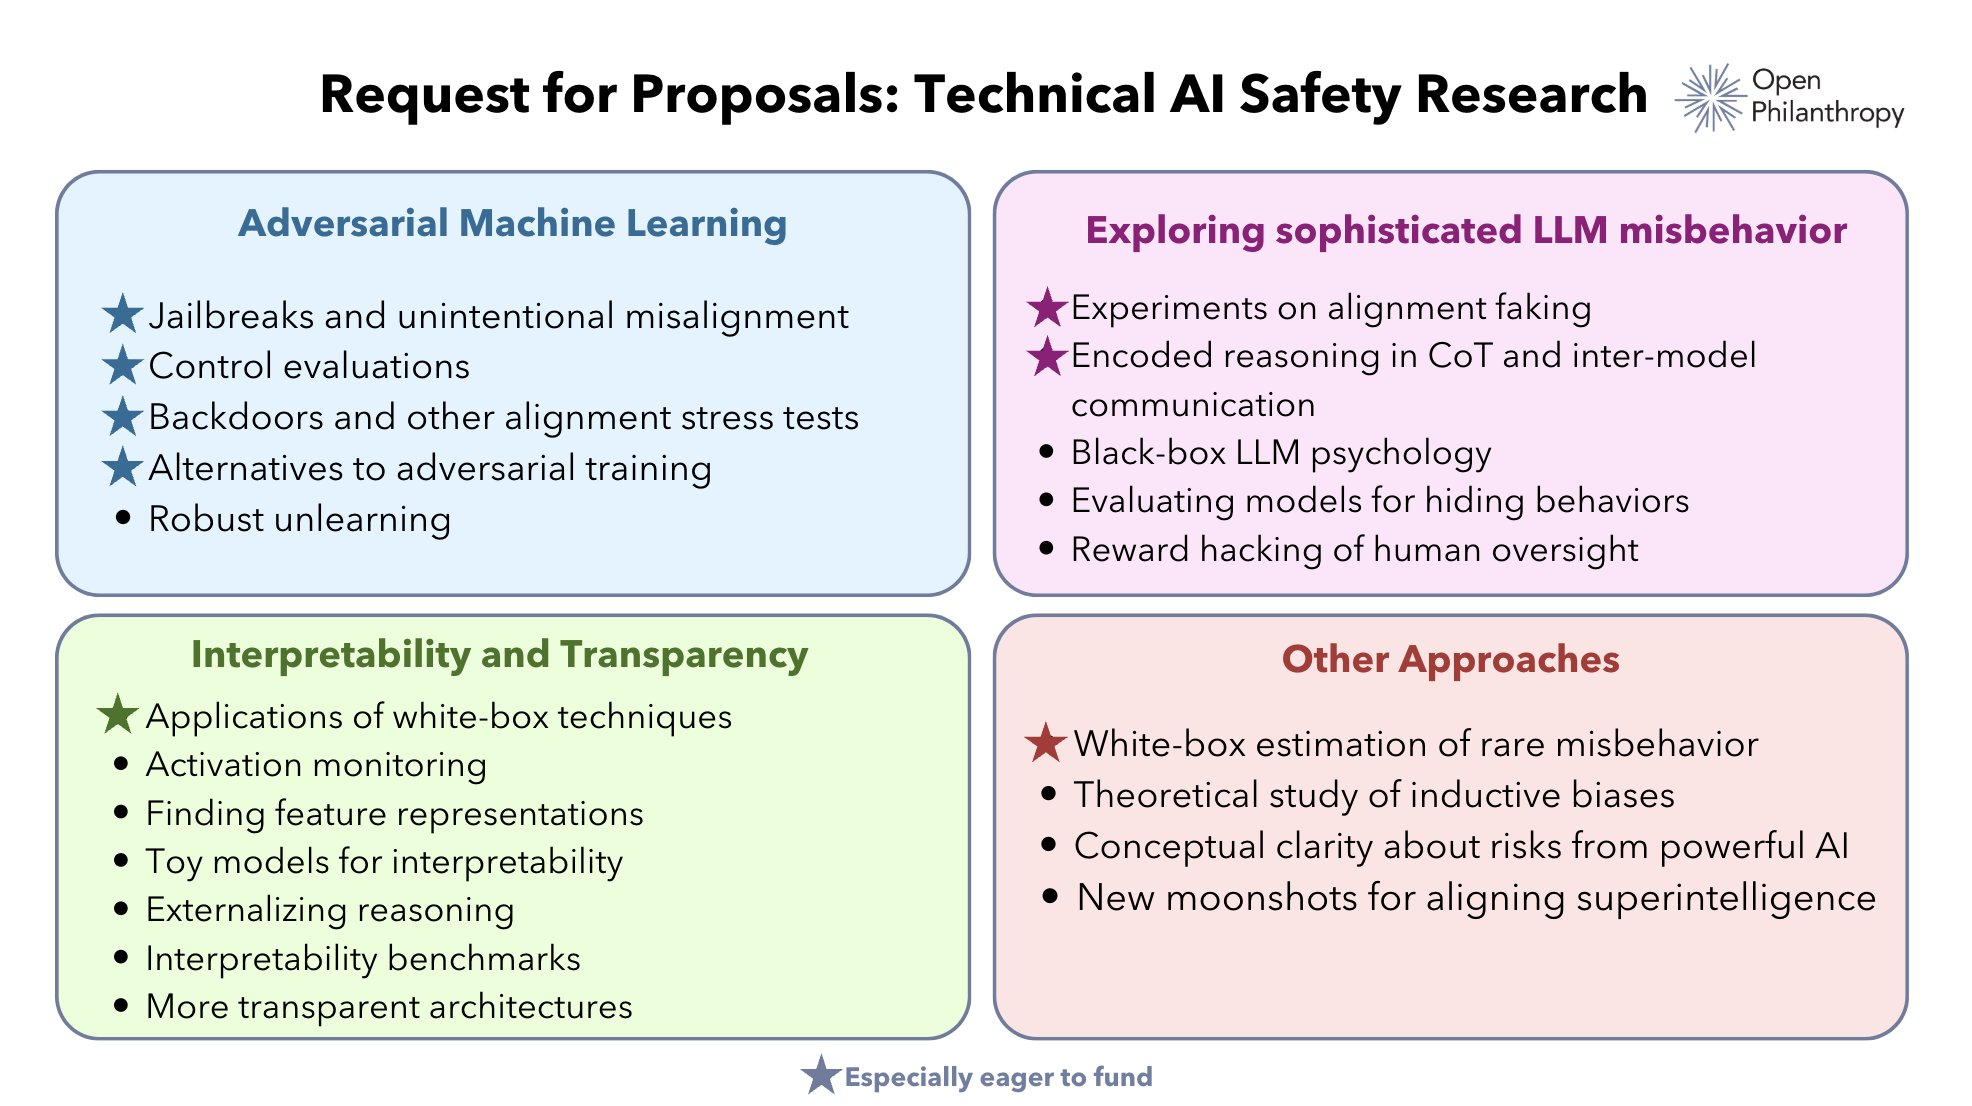 Request for Proposals: Technical AI Safety Research
Open
Philanthropy
Adversarial Machine Learning
Jailbreaks and unintentional misalignment
Control evaluations
Backdoors and other alignment stress tests
Alternatives to adversarial training
Robust unlearning
Exploring sophisticated LLM misbehavior
Experiments on alignment faking
Encoded reasoning in CoT and inter-model
communication
Black-box LLM psychology
Evaluating models for hiding behaviors
Reward hacking of human oversight
Interpretability and Transparency
Applications of white-box techniques
Activation monitoring
Finding feature representations
Toy models for interpretability
Externalizing reasoning
Interpretability benchmarks
More transparent architectures
Other Approaches
White-box estimation of rare misbehavior
Theoretical study of inductive biases
Conceptual clarity about risks from powerful AI
New moonshots for aligning superintelligence
Especially eager to fund